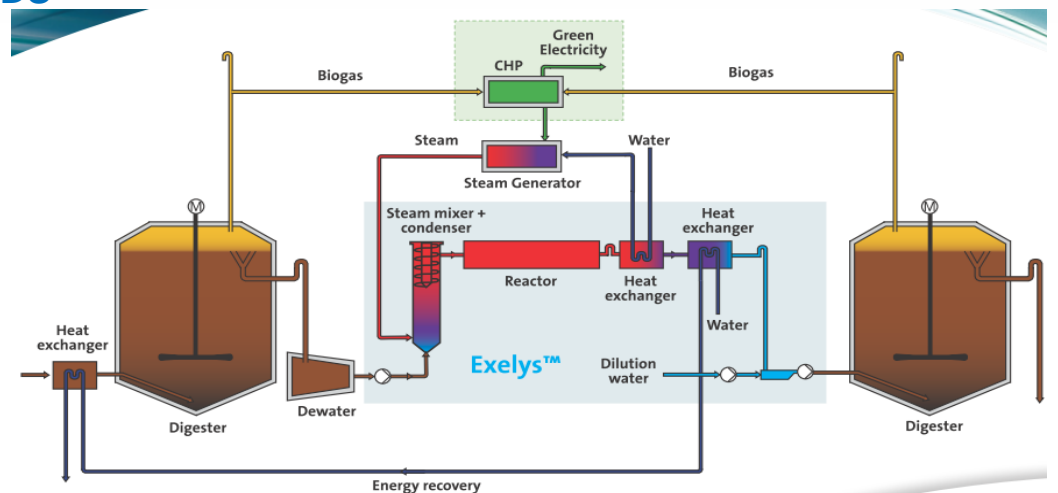 Green
Electricity
CHP
Biogas
Biogas
Steam
Water
Steam Generator
M
Steam mixer +
condenser
Heat
exchanger
M
Reactor
Heat
exchanger
Water
Heat
exchanger
Exelys™
Dilution
water
Dewater
Digester
Digester
Energy recovery